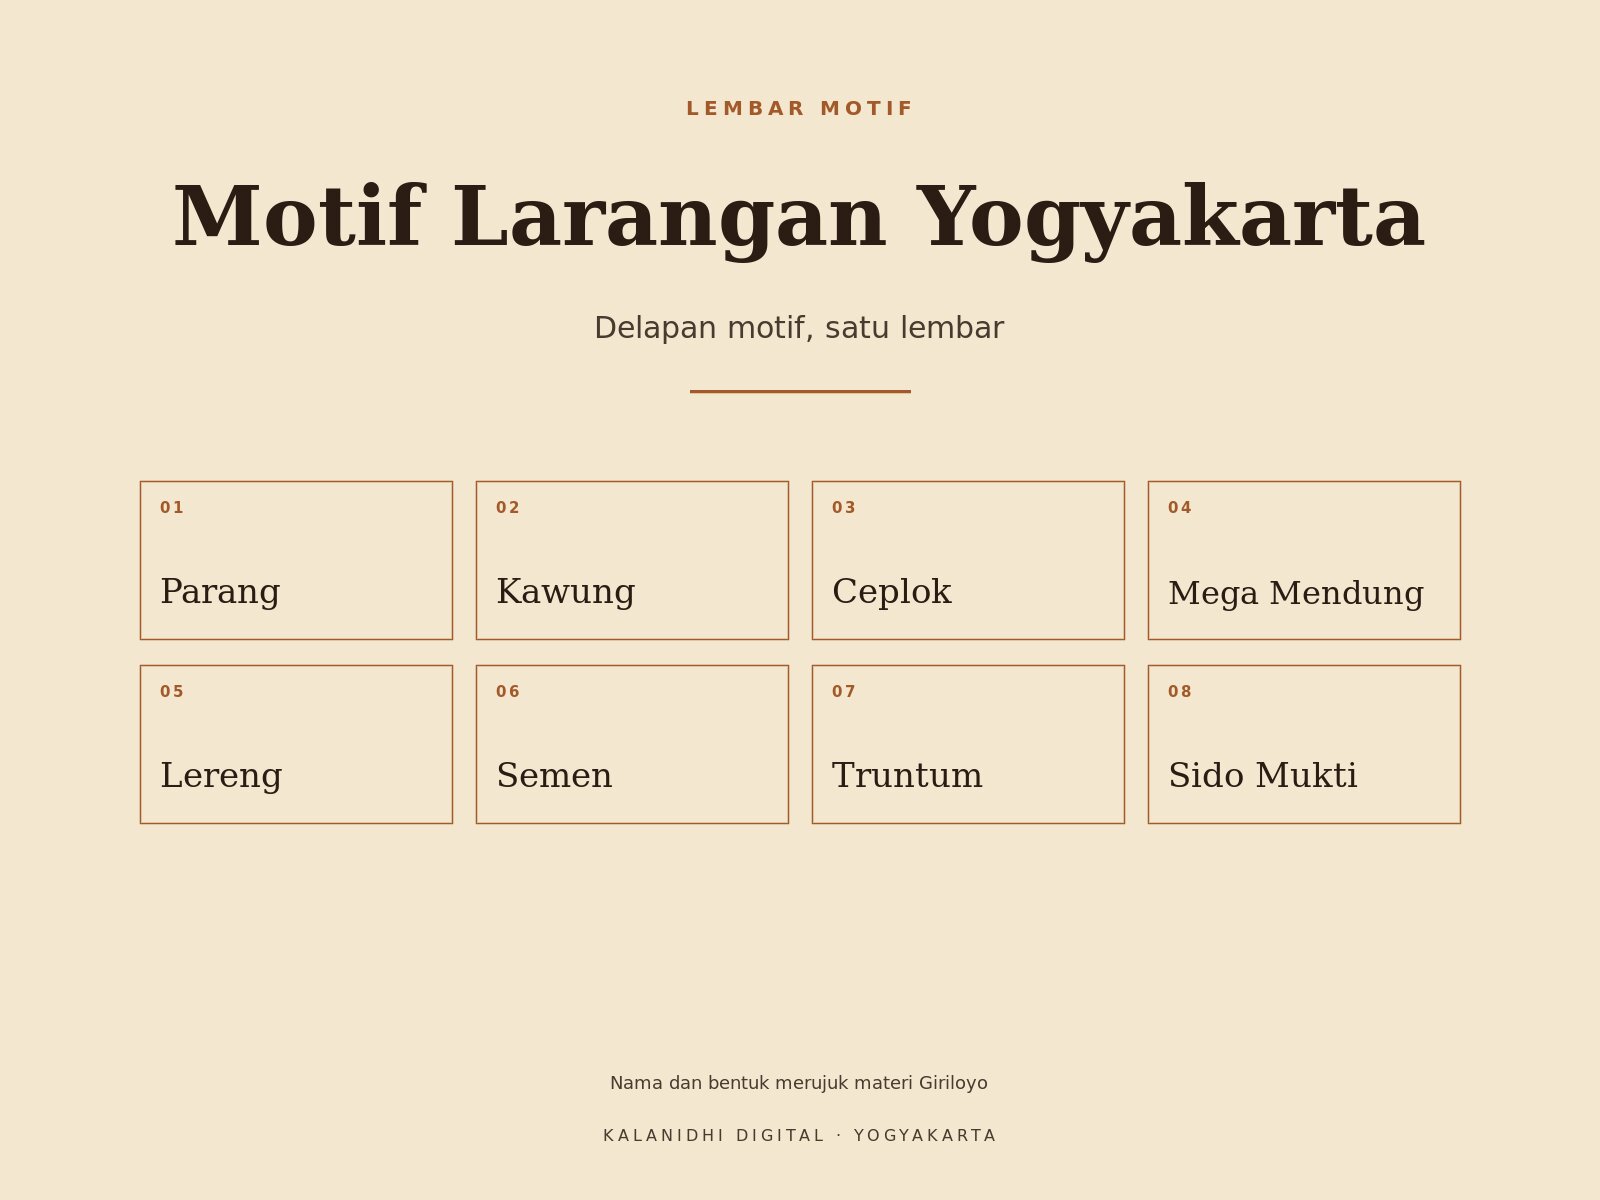 LEMBAR MOTIF
Motif Larangan Yogyakarta
Delapan motif, satu lembar
01
Parang
02
Kawung
03
Ceplok
04
Mega Mendung
05
Lereng
06
Semen
07
Truntum
08
Sido Mukti
Nama dan bentuk merujuk materi Giriloyo
KALANIDHI DIGITAL · YOGYAKARTA